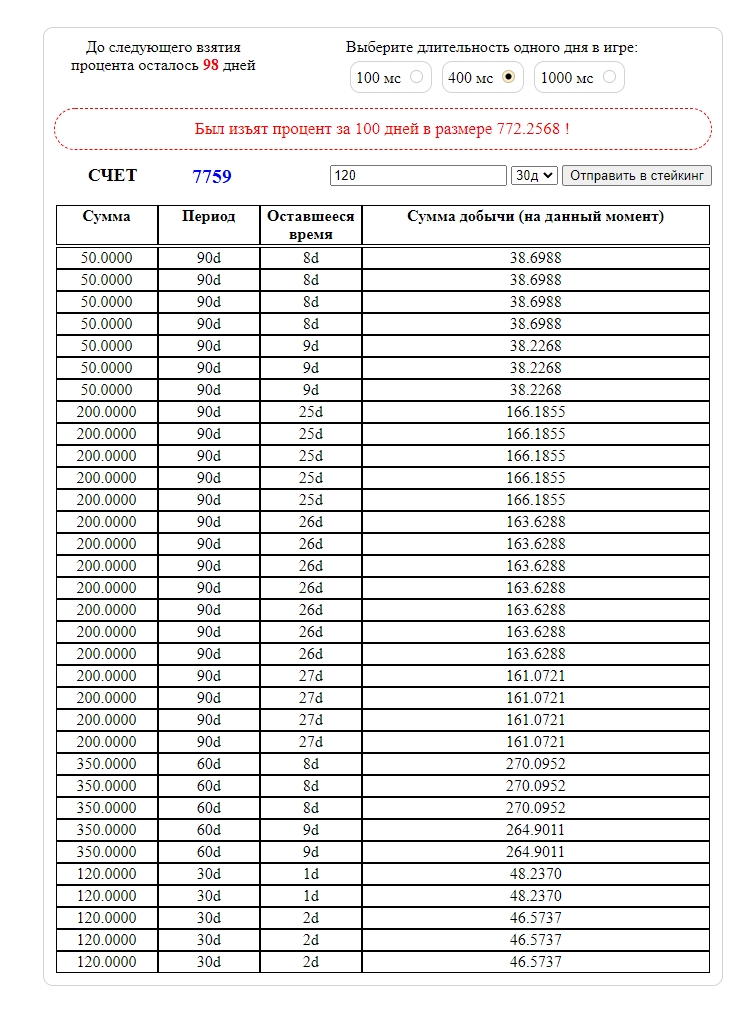 До следующего взятия
процента осталось 98 дней
Выберите длительность одного дня в игре:
100 мс 400 мс 1000 мс
Был изъят процент за 100 дней в размере 772.2568 !
СЧЕТ 7759 120 30д Отправить в стейкинг
Сумма Период Оставшееся время Сумма добычи (на данный момент)
50.0000 90d 8d 38.6988
50.0000 90d 8d 38.6988
50.0000 90d 8d 38.6988
50.0000 90d 8d 38.6988
50.0000 90d 9d 38.2268
50.0000 90d 9d 38.2268
50.0000 90d 9d 38.2268
200.0000 90d 25d 166.1855
200.0000 90d 25d 166.1855
200.0000 90d 25d 166.1855
200.0000 90d 25d 166.1855
200.0000 90d 25d 166.1855
200.0000 90d 26d 163.6288
200.0000 90d 26d 163.6288
200.0000 90d 26d 163.6288
200.0000 90d 26d 163.6288
200.0000 90d 26d 163.6288
200.0000 90d 26d 163.6288
200.0000 90d 26d 163.6288
200.0000 90d 27d 161.0721
200.0000 90d 27d 161.0721
200.0000 90d 27d 161.0721
200.0000 90d 27d 161.0721
350.0000 60d 8d 270.0952
350.0000 60d 8d 270.0952
350.0000 60d 8d 270.0952
350.0000 60d 9d 264.9011
350.0000 60d 9d 264.9011
120.0000 30d 1d 48.2370
120.0000 30d 1d 48.2370
120.0000 30d 2d 46.5737
120.0000 30d 2d 46.5737
120.0000 30d 2d 46.5737